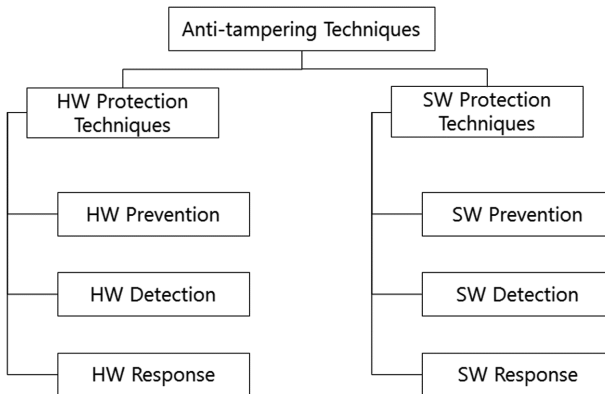 Anti-tampering Techniques
HW Protection
Techniques
SW Protection
Techniques
HW Prevention
SW Prevention
HW Detection
SW Detection
HW Response
SW Response